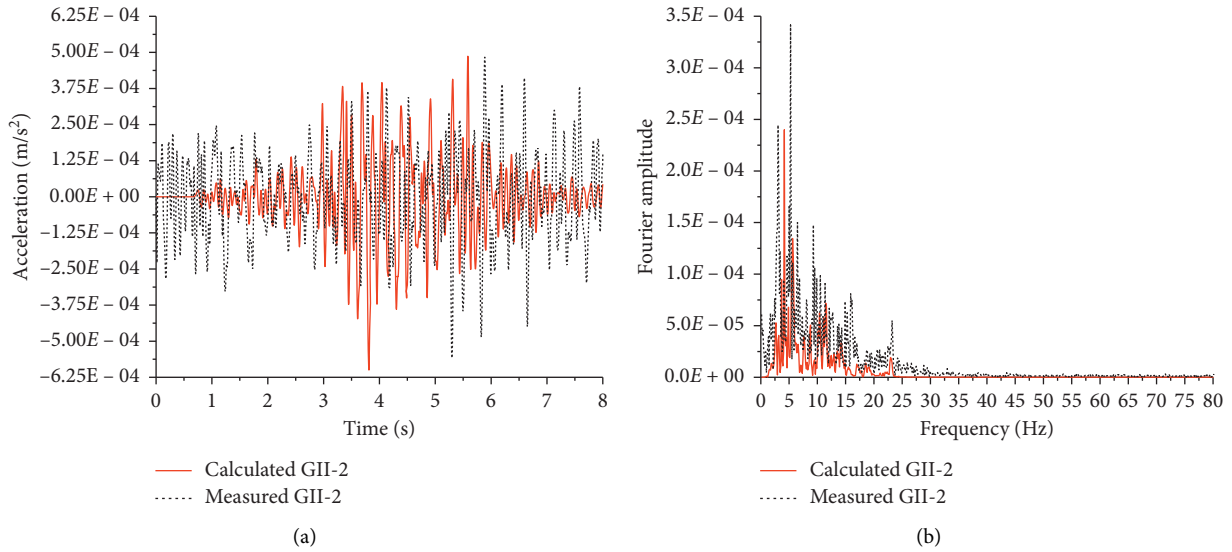 6.25E – 04
5.00E – 04
3.75E – 04
2.50E – 04
1.25E – 04
0.00E + 00
–1.25E – 04
–2.50E – 04
–3.75E – 04
–5.00E – 04
–6.25E – 04
Acceleration (m/s²)
0 1 2 3 4 5 6 7 8
Time (s)
Calculated GII-2
Measured GII-2
(a)
3.5E – 04
3.0E – 04
2.5E – 04
2.0E – 04
1.5E – 04
1.0E – 04
5.0E – 05
0.0E + 00
Fourier amplitude
0 5 10 15 20 25 30 35 40 45 50 55 60 65 70 75 80
Frequency (Hz)
Calculated GII-2
Measured GII-2
(b)